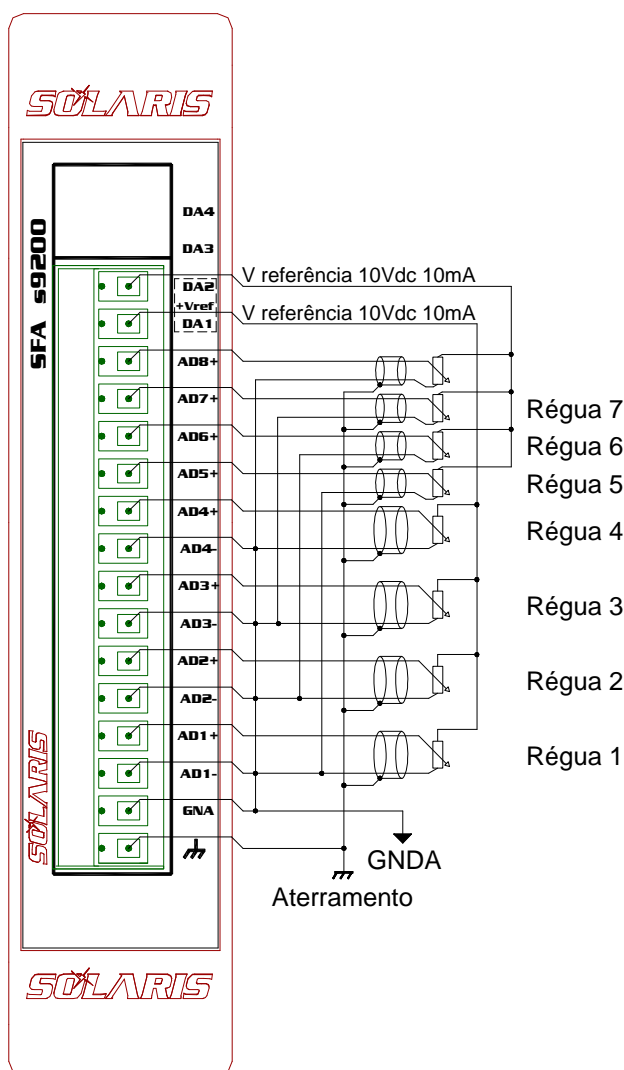 SOLARIS
SFA s9200
DA4
DA3
DA2
+Vref
DA1
AD8+
AD7+
AD6+
AD5+
AD4+
AD4-
AD3+
AD3-
AD2+
AD2-
AD1+
AD1-
GNA
V referência 10Vdc 10mA
V referência 10Vdc 10mA
Régua 7
Régua 6
Régua 5
Régua 4
Régua 3
Régua 2
Régua 1
GNDA
Aterramento
SOLARIS
SOLARIS